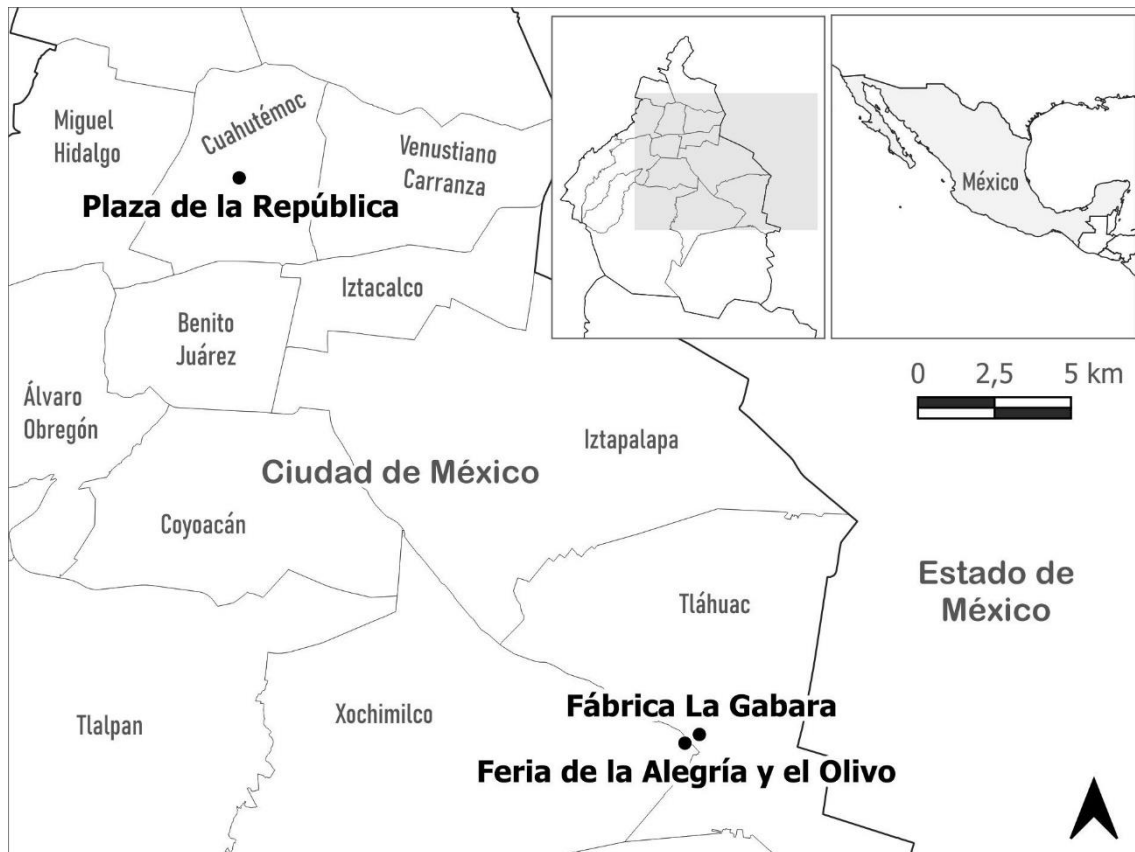 Miguel
Hidalgo
Cuahutémoc
Venustiano
Carranza
Plaza de la República
Iztacalco
Benito
Juárez
Álvaro
Obregón
México
0 2,5 5 km
Iztapalapa
Ciudad de México
Coyoacán
Estado de
México
Tláhuac
Fábrica La Gabara
Xochimilco
Tlalpan
Feria de la Alegría y el Olivo